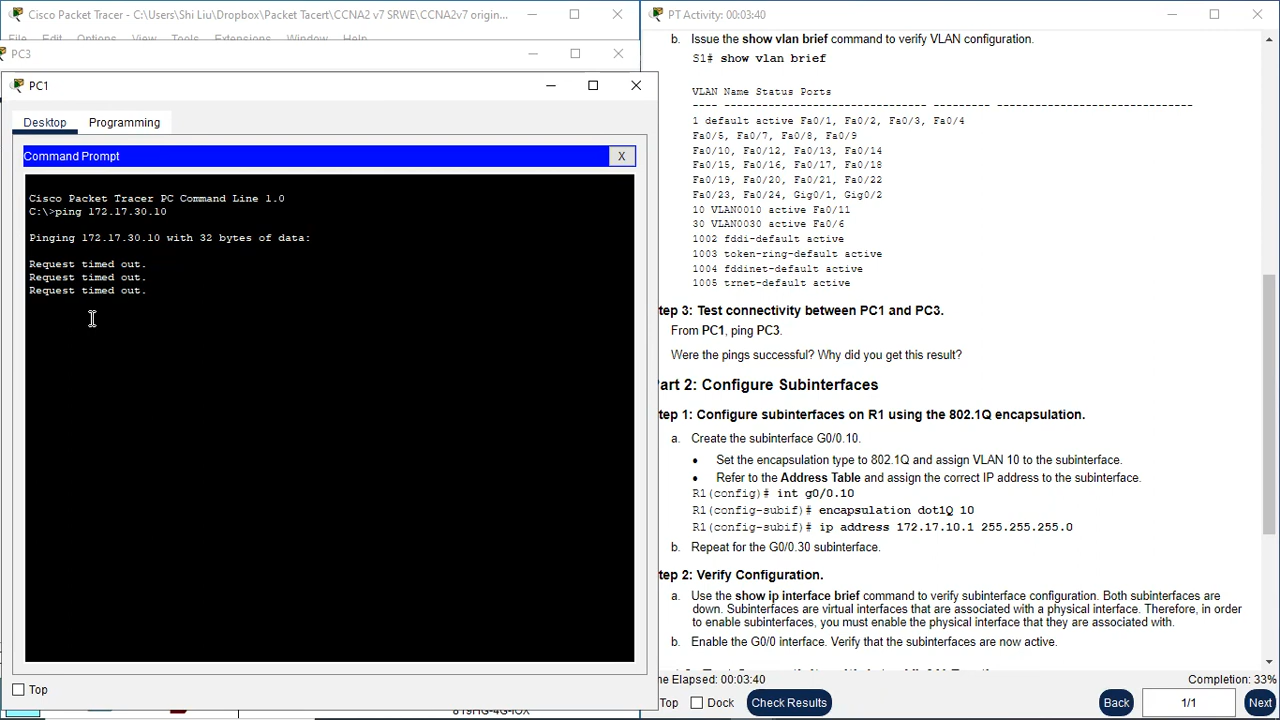 Cisco Packet Tracer - C:\Users\Shi Liu\Dropbox\Packet Tacert\CCNA2 v7 SRWE\CCNA2v7 origin...
File Edit Options View Tools Extensions Window Help
PC3
PC1
Desktop Programming
Command Prompt X
Cisco Packet Tracer PC Command Line 1.0
C:\>ping 172.17.30.10
Pinging 172.17.30.10 with 32 bytes of data:
Request timed out.
Request timed out.
Request timed out.
Top
819HG-4G-IOX
PT Activity: 00:03:40
b. Issue the show vlan brief command to verify VLAN configuration.
S1# show vlan brief
VLAN Name Status Ports
---- ------------------------------- --------- ------------------------------
1 default active Fa0/1, Fa0/2, Fa0/3, Fa0/4
Fa0/5, Fa0/7, Fa0/8, Fa0/9
Fa0/10, Fa0/12, Fa0/13, Fa0/14
Fa0/15, Fa0/16, Fa0/17, Fa0/18
Fa0/19, Fa0/20, Fa0/21, Fa0/22
Fa0/23, Fa0/24, Gig0/1, Gig0/2
10 VLAN0010 active Fa0/11
30 VLAN0030 active Fa0/6
1002 fddi-default active
1003 token-ring-default active
1004 fddinet-default active
1005 trnet-default active
tep 3: Test connectivity between PC1 and PC3.
From PC1, ping PC3.
Were the pings successful? Why did you get this result?
art 2: Configure Subinterfaces
tep 1: Configure subinterfaces on R1 using the 802.1Q encapsulation.
a. Create the subinterface G0/0.10.
• Set the encapsulation type to 802.1Q and assign VLAN 10 to the subinterface.
• Refer to the Address Table and assign the correct IP address to the subinterface.
R1(config)# int g0/0.10
R1(config-subif)# encapsulation dot1Q 10
R1(config-subif)# ip address 172.17.10.1 255.255.255.0
b. Repeat for the G0/0.30 subinterface.
tep 2: Verify Configuration.
a. Use the show ip interface brief command to verify subinterface configuration. Both subinterfaces are
down. Subinterfaces are virtual interfaces that are associated with a physical interface. Therefore, in order
to enable subinterfaces, you must enable the physical interface that they are associated with.
b. Enable the G0/0 interface. Verify that the subinterfaces are now active.
ne Elapsed: 00:03:40 Completion: 33%
Top Dock Check Results Back 1/1 Next